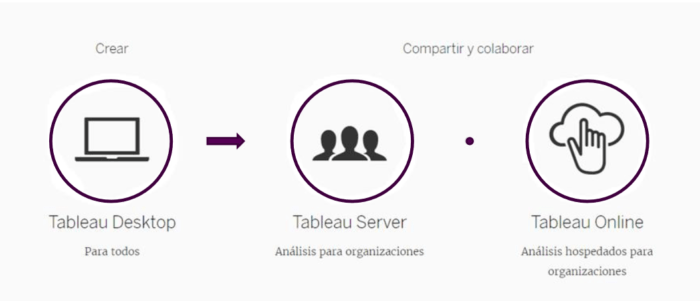 Crear
Compartir y colaborar
Tableau Desktop
Para todos
Tableau Server
Análisis para organizaciones
Tableau Online
Análisis hospedados para
organizaciones